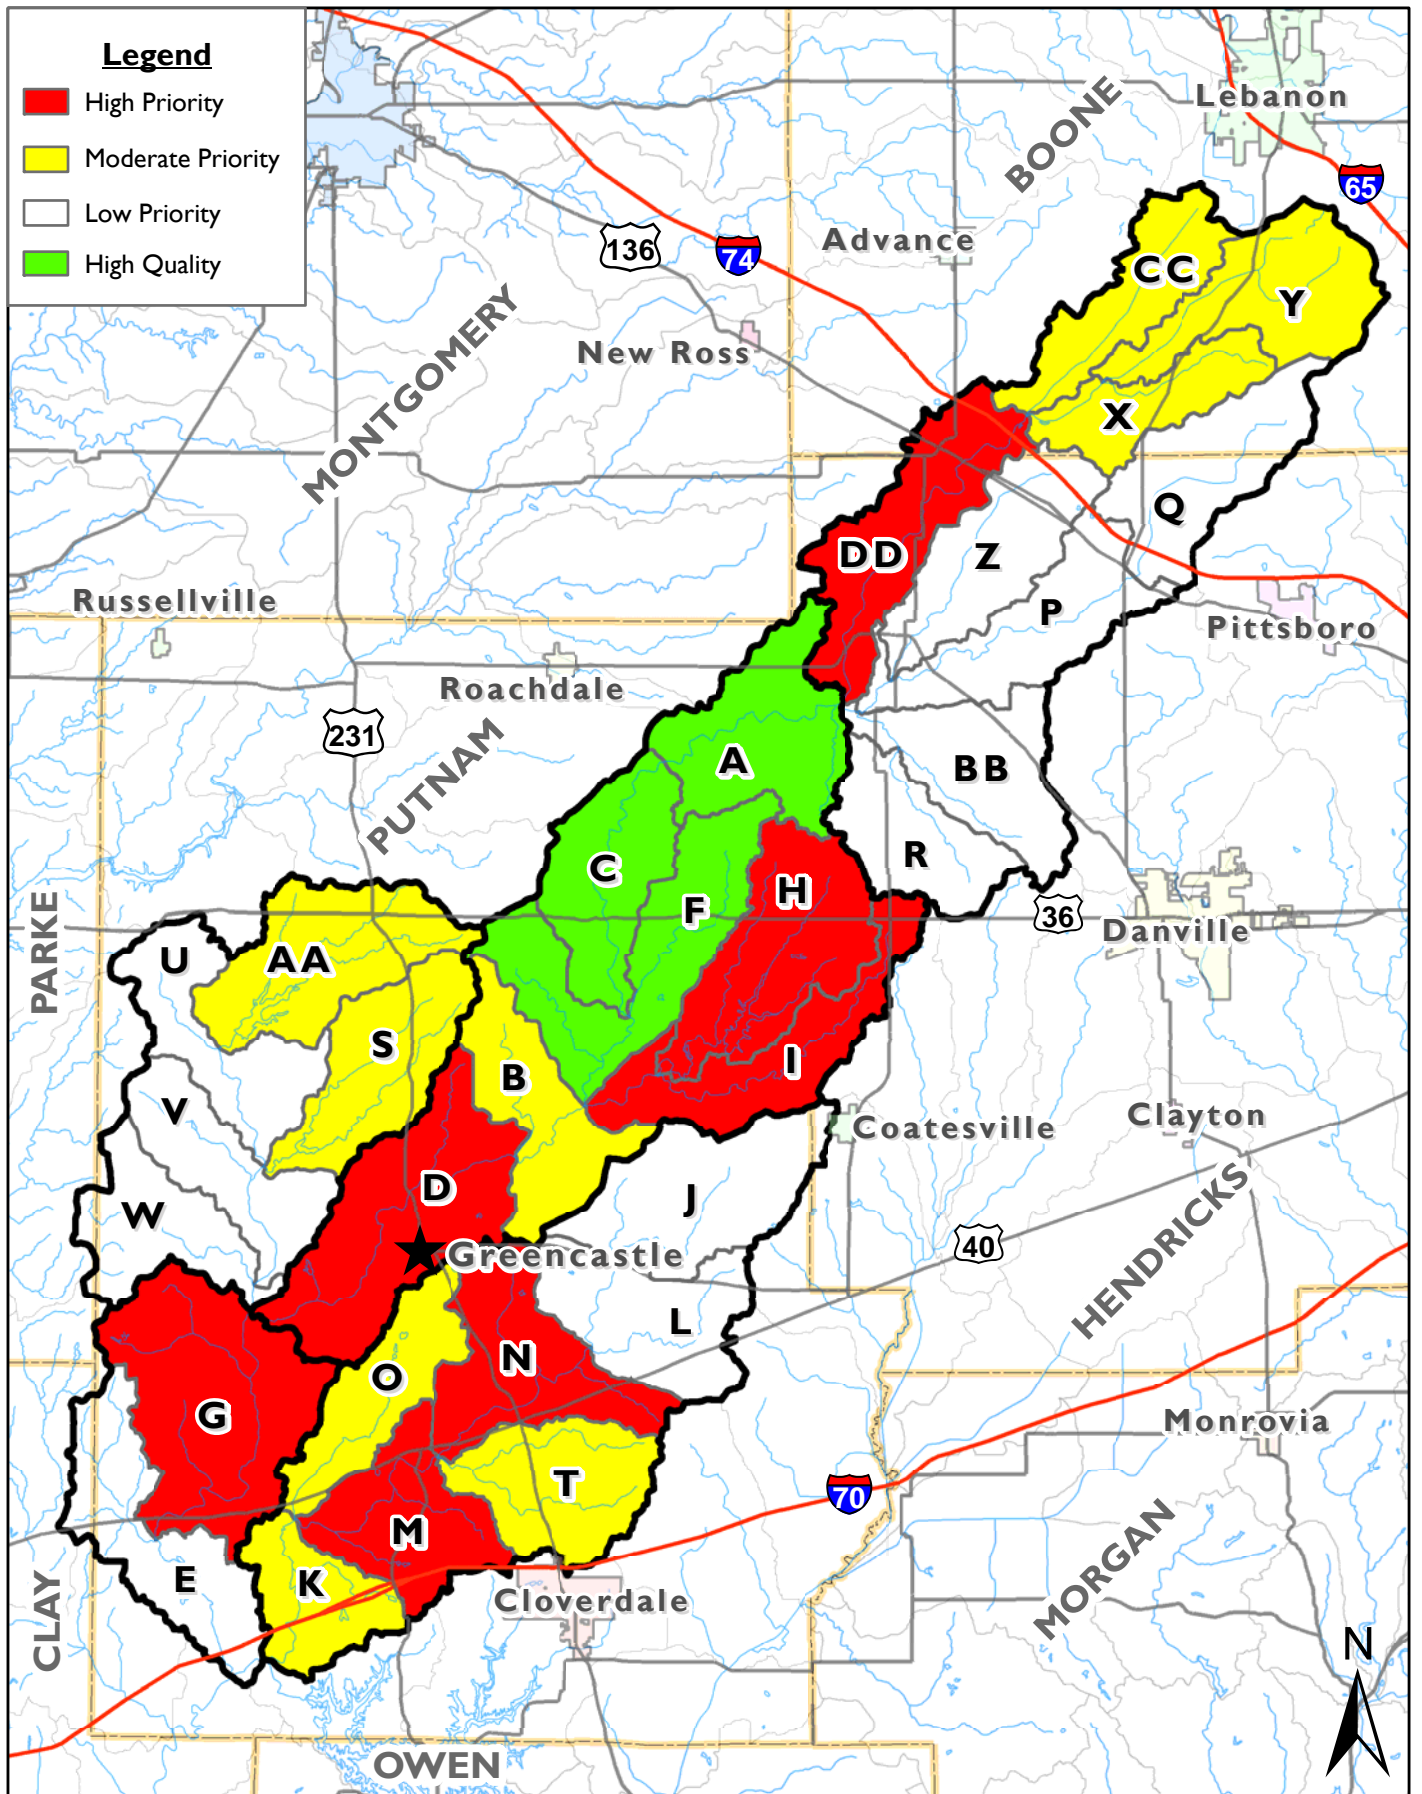 Legend
High Priority
Moderate Priority
Low Priority
High Quality
Lebanon
BOONE
65
136
74
Advance
CC
Y
MONTGOMERY
New Ross
X
Q
DD
Z
Russellville
P
Pittsboro
Roachdale
231
PUTNAM
A
BB
C
R
H
PARKE
F
36
Danville
U
AA
S
I
B
V
Coatesville
Clayton
D
J
W
HENDRICKS
Greencastle
40
L
N
O
G
Monrovia
T
70
M
MORGAN
E
K
CLAY
Cloverdale
N
OWEN